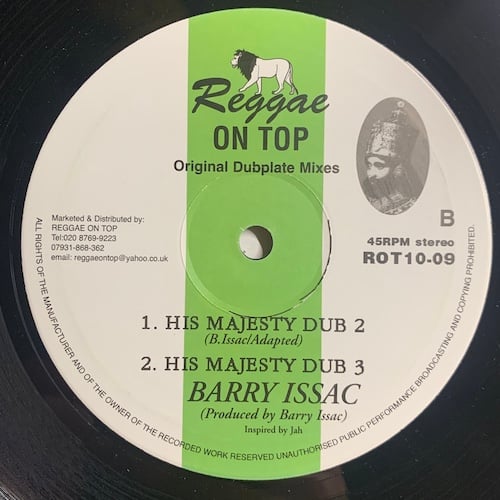 Reggae
ON TOP
Original Dubplate Mixes
B
Marketed & Distributed by:
REGGAE ON TOP
Tel:020 8769-9223
07931-868-362
email: reggaeontop@yahoo.co.uk
45RPM stereo
ROT10-09
1. HIS MAJESTY DUB 2
(B.Issac/Adapted)
2. HIS MAJESTY DUB 3
BARRY ISSAC
(Produced by Barry Issac)
Inspired by Jah
ALL RIGHTS OF THE MANUFACTURER AND OF THE OWNER OF THE RECORDED WORK RESERVED UNAUTHORISED PUBLIC PERFORMANCE BROADCASTING AND COPYING PROHIBITED.